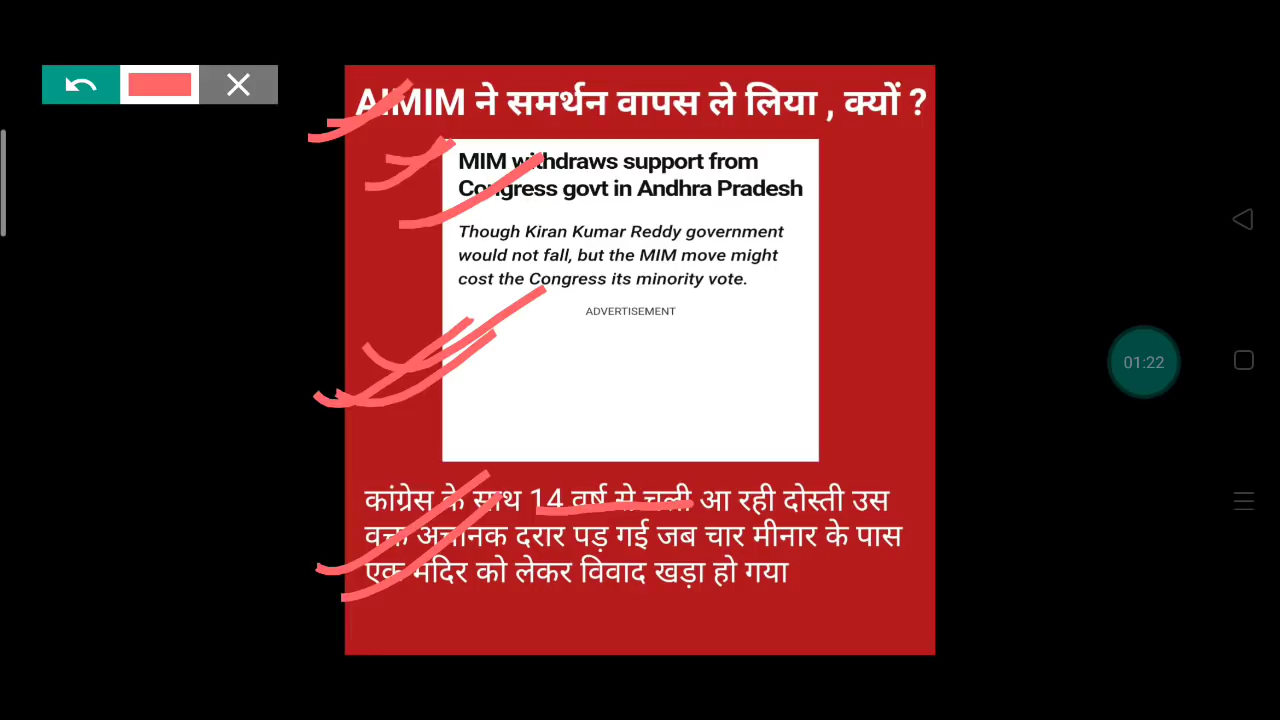 AIMIM ने समर्थन वापस ले लिया , क्यों ?
MIM withdraws support from
Congress govt in Andhra Pradesh
Though Kiran Kumar Reddy government
would not fall, but the MIM move might
cost the Congress its minority vote.
ADVERTISEMENT
01:22
कांग्रेस के साथ 14 वर्ष से चली आ रही दोस्ती उस
वक्त अचानक दरार पड़ गई जब चार मीनार के पास
एक मंदिर को लेकर विवाद खड़ा हो गया